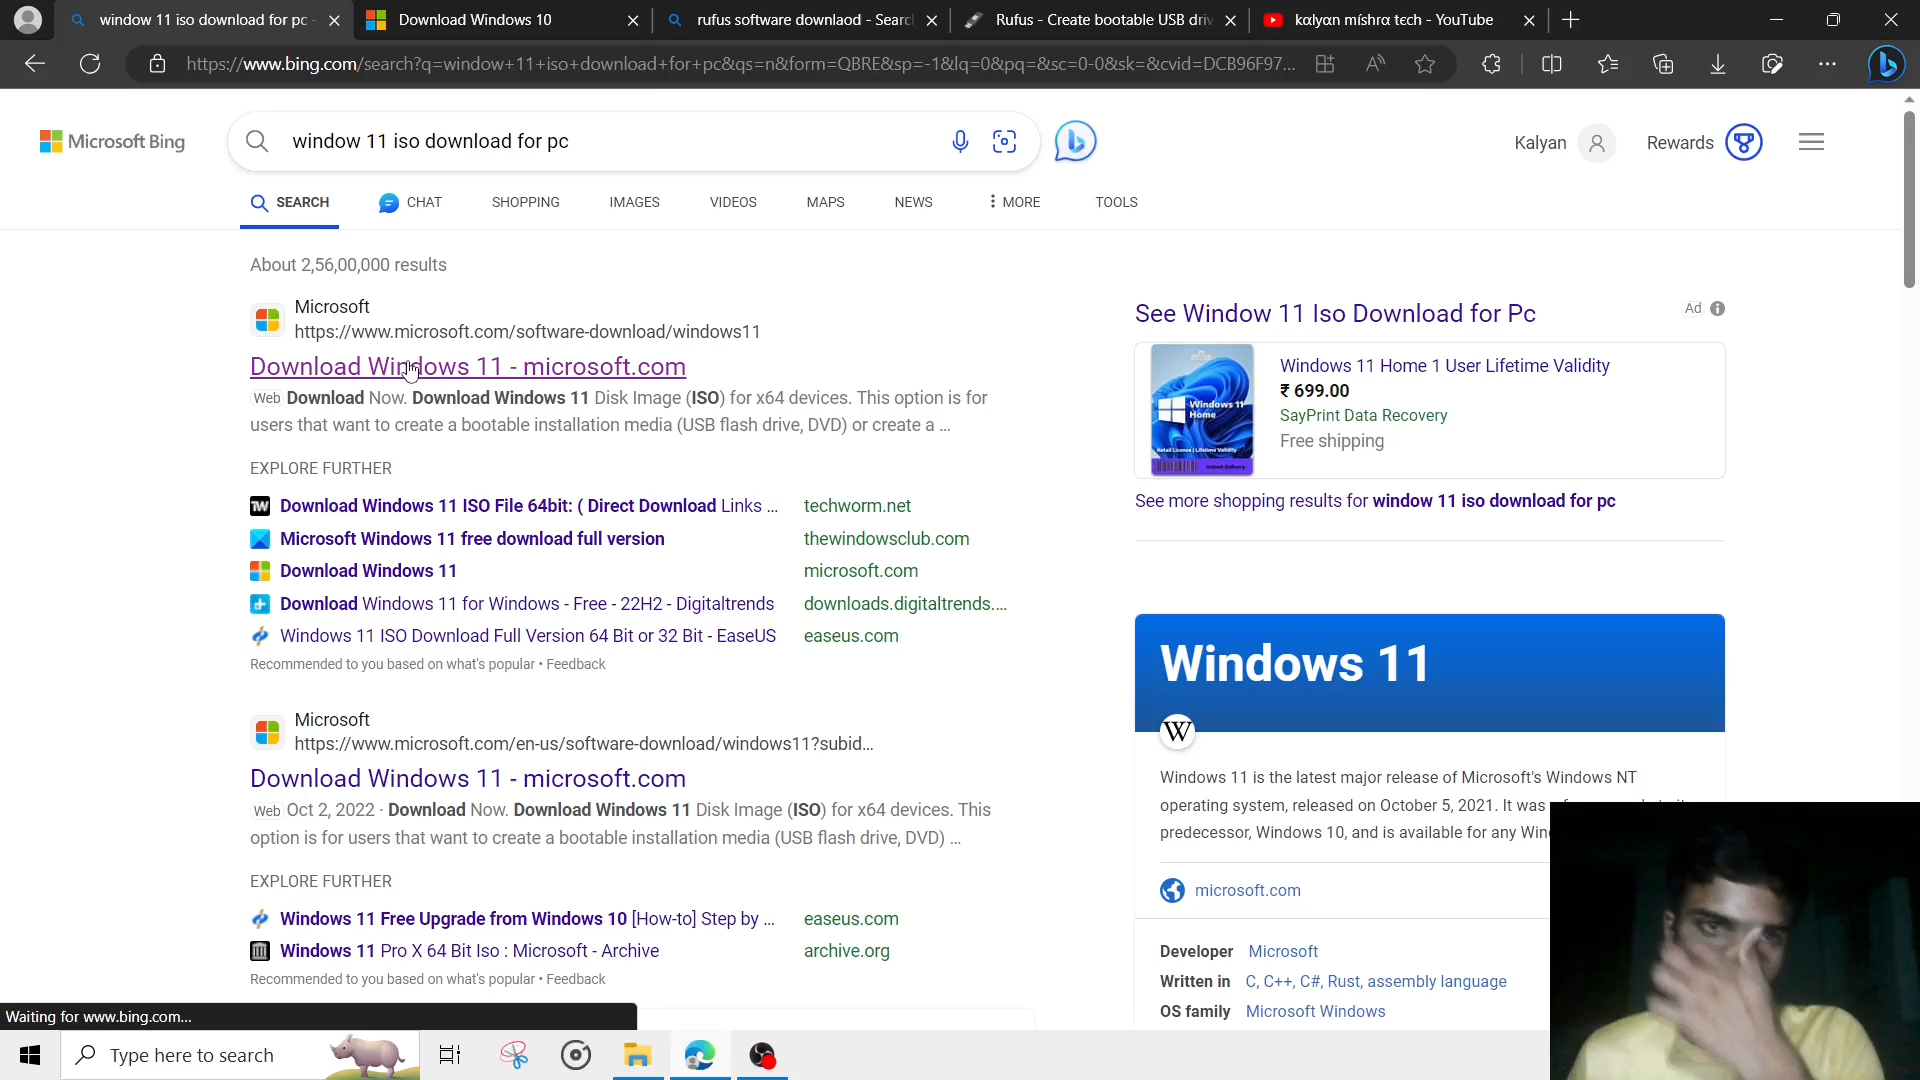 window 11 iso download for pc -
Download Windows 10
rufus software downlaod - Searc
Rufus - Create bootable USB driv
kalyan mishra tech - YouTube
https://www.bing.com/search?q=window+11+iso+download+for+pc&qs=n&form=QBRE&sp=-1&lq=0&pq=&sc=0-0&sk=&cvid=DCB96F97...
Microsoft Bing
window 11 iso download for pc
Kalyan
Rewards
SEARCH
CHAT
SHOPPING
IMAGES
VIDEOS
MAPS
NEWS
MORE
TOOLS
About 2,56,00,000 results
Microsoft
https://www.microsoft.com/software-download/windows11
Download Windows 11 - microsoft.com
Web Download Now. Download Windows 11 Disk Image (ISO) for x64 devices. This option is for
users that want to create a bootable installation media (USB flash drive, DVD) or create a ...
EXPLORE FURTHER
TW Download Windows 11 ISO File 64bit: ( Direct Download Links ... techworm.net
Microsoft Windows 11 free download full version thewindowsclub.com
Download Windows 11 microsoft.com
Download Windows 11 for Windows - Free - 22H2 - Digitaltrends downloads.digitaltrends....
Windows 11 ISO Download Full Version 64 Bit or 32 Bit - EaseUS easeus.com
Recommended to you based on what's popular • Feedback
Microsoft
https://www.microsoft.com/en-us/software-download/windows11?subid...
Download Windows 11 - microsoft.com
Web Oct 2, 2022 · Download Now. Download Windows 11 Disk Image (ISO) for x64 devices. This
option is for users that want to create a bootable installation media (USB flash drive, DVD) ...
EXPLORE FURTHER
Windows 11 Free Upgrade from Windows 10 [How-to] Step by ... easeus.com
Windows 11 Pro X 64 Bit Iso : Microsoft - Archive archive.org
Recommended to you based on what's popular • Feedback
See Window 11 Iso Download for Pc
Ad
Windows 11 Home
Windows 11 Home 1 User Lifetime Validity
₹ 699.00
SayPrint Data Recovery
Free shipping
See more shopping results for window 11 iso download for pc
Windows 11
W
Windows 11 is the latest major release of Microsoft's Windows NT
operating system, released on October 5, 2021. It was
predecessor, Windows 10, and is available for any Win
microsoft.com
Developer Microsoft
Written in C, C++, C#, Rust, assembly language
OS family Microsoft Windows
Waiting for www.bing.com...
Type here to search